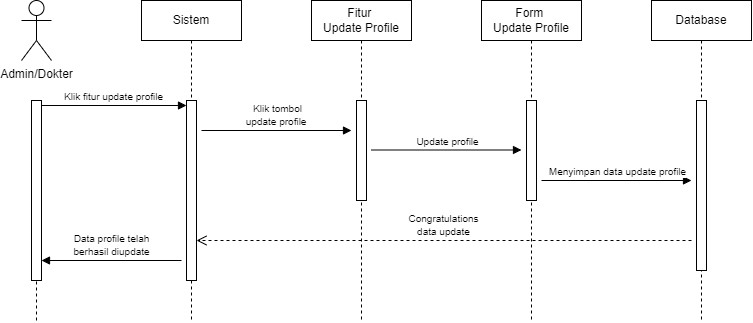 Sistem
Fitur
Update Profile
Form
Update Profile
Database
Admin/Dokter
Klik fitur update profile
Klik tombol
update profile
Update profile
Menyimpan data update profile
Congratulations
data update
Data profile telah
berhasil diupdate